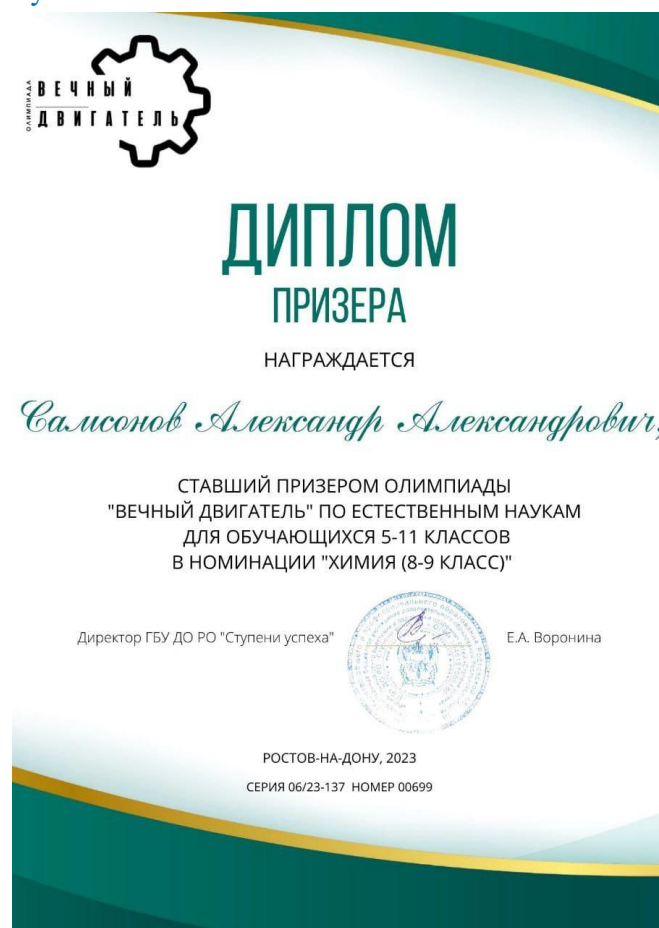 ОЛИМПИАДА
ВЕЧНЫЙ
ДВИГАТЕЛЬ
ДИПЛОМ
ПРИЗЕРА
НАГРАЖДАЕТСЯ
Самсонов Александр Александрович,
СТАВШИЙ ПРИЗЕРОМ ОЛИМПИАДЫ
"ВЕЧНЫЙ ДВИГАТЕЛЬ" ПО ЕСТЕСТВЕННЫМ НАУКАМ
ДЛЯ ОБУЧАЮЩИХСЯ 5-11 КЛАССОВ
В НОМИНАЦИИ "ХИМИЯ (8-9 КЛАСС)"
Директор ГБУ ДО РО "Ступени успеха"
Е.А. Воронина
РОСТОВ-НА-ДОНУ, 2023
СЕРИЯ 06/23-137 НОМЕР 00699